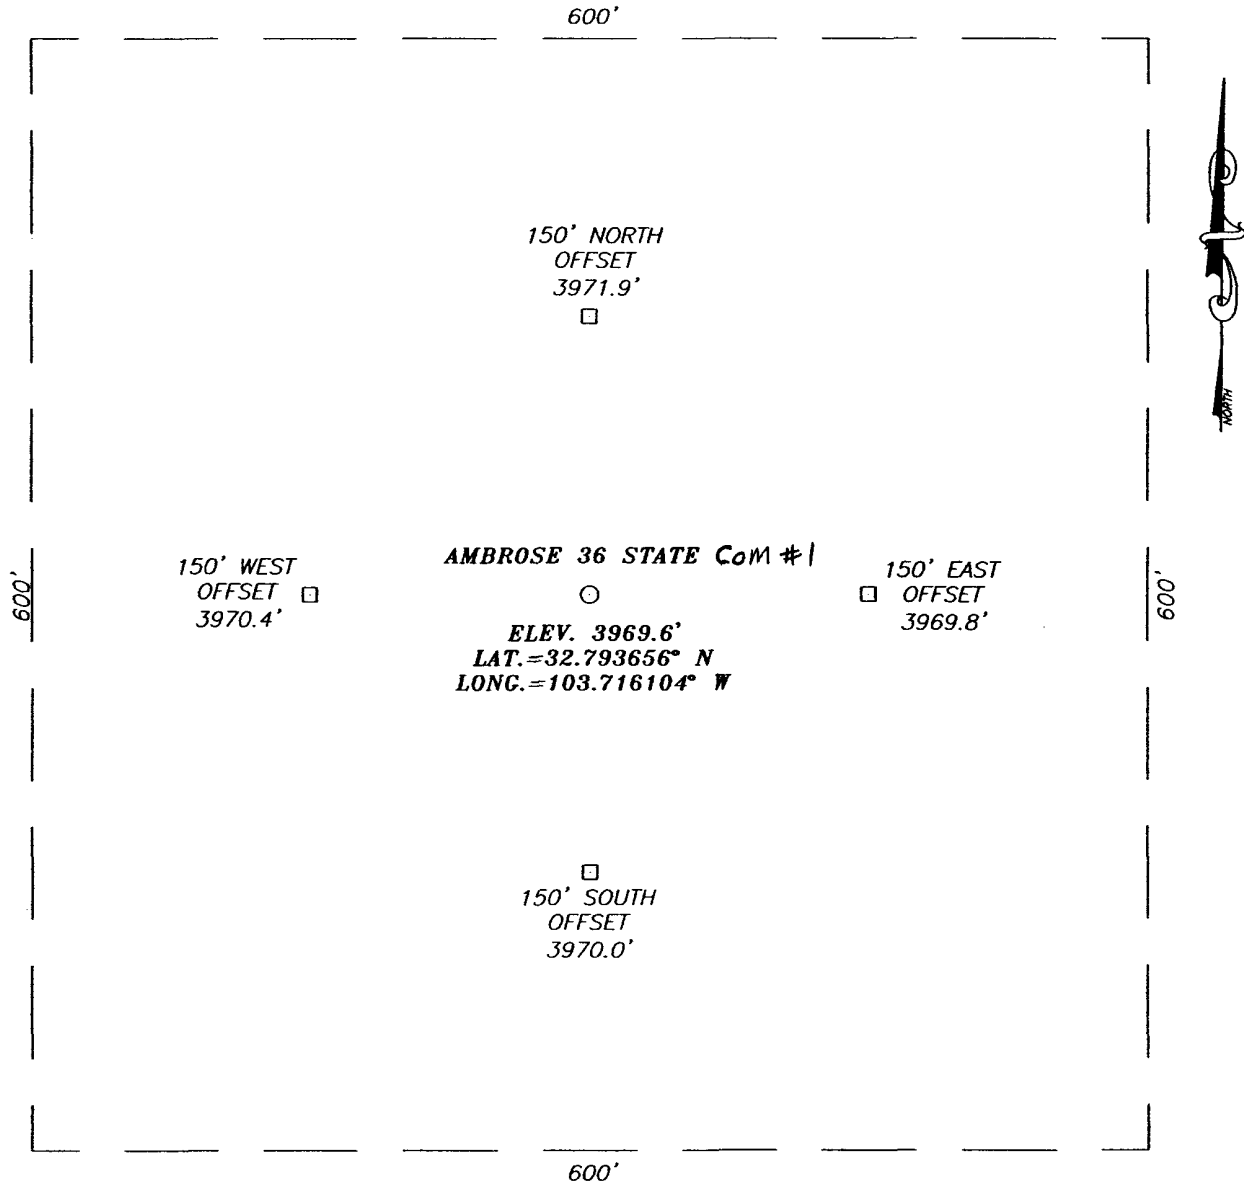 600'
150' NORTH
OFFSET
3971.9'
NORTH
AMBROSE 36 STATE COM #1
150' WEST
OFFSET
3970.4'
150' EAST
OFFSET
3969.8'
600'
600'
ELEV. 3969.6'
LAT.=32.793656° N
LONG.=103.716104° W
150' SOUTH
OFFSET
3970.0'
600'